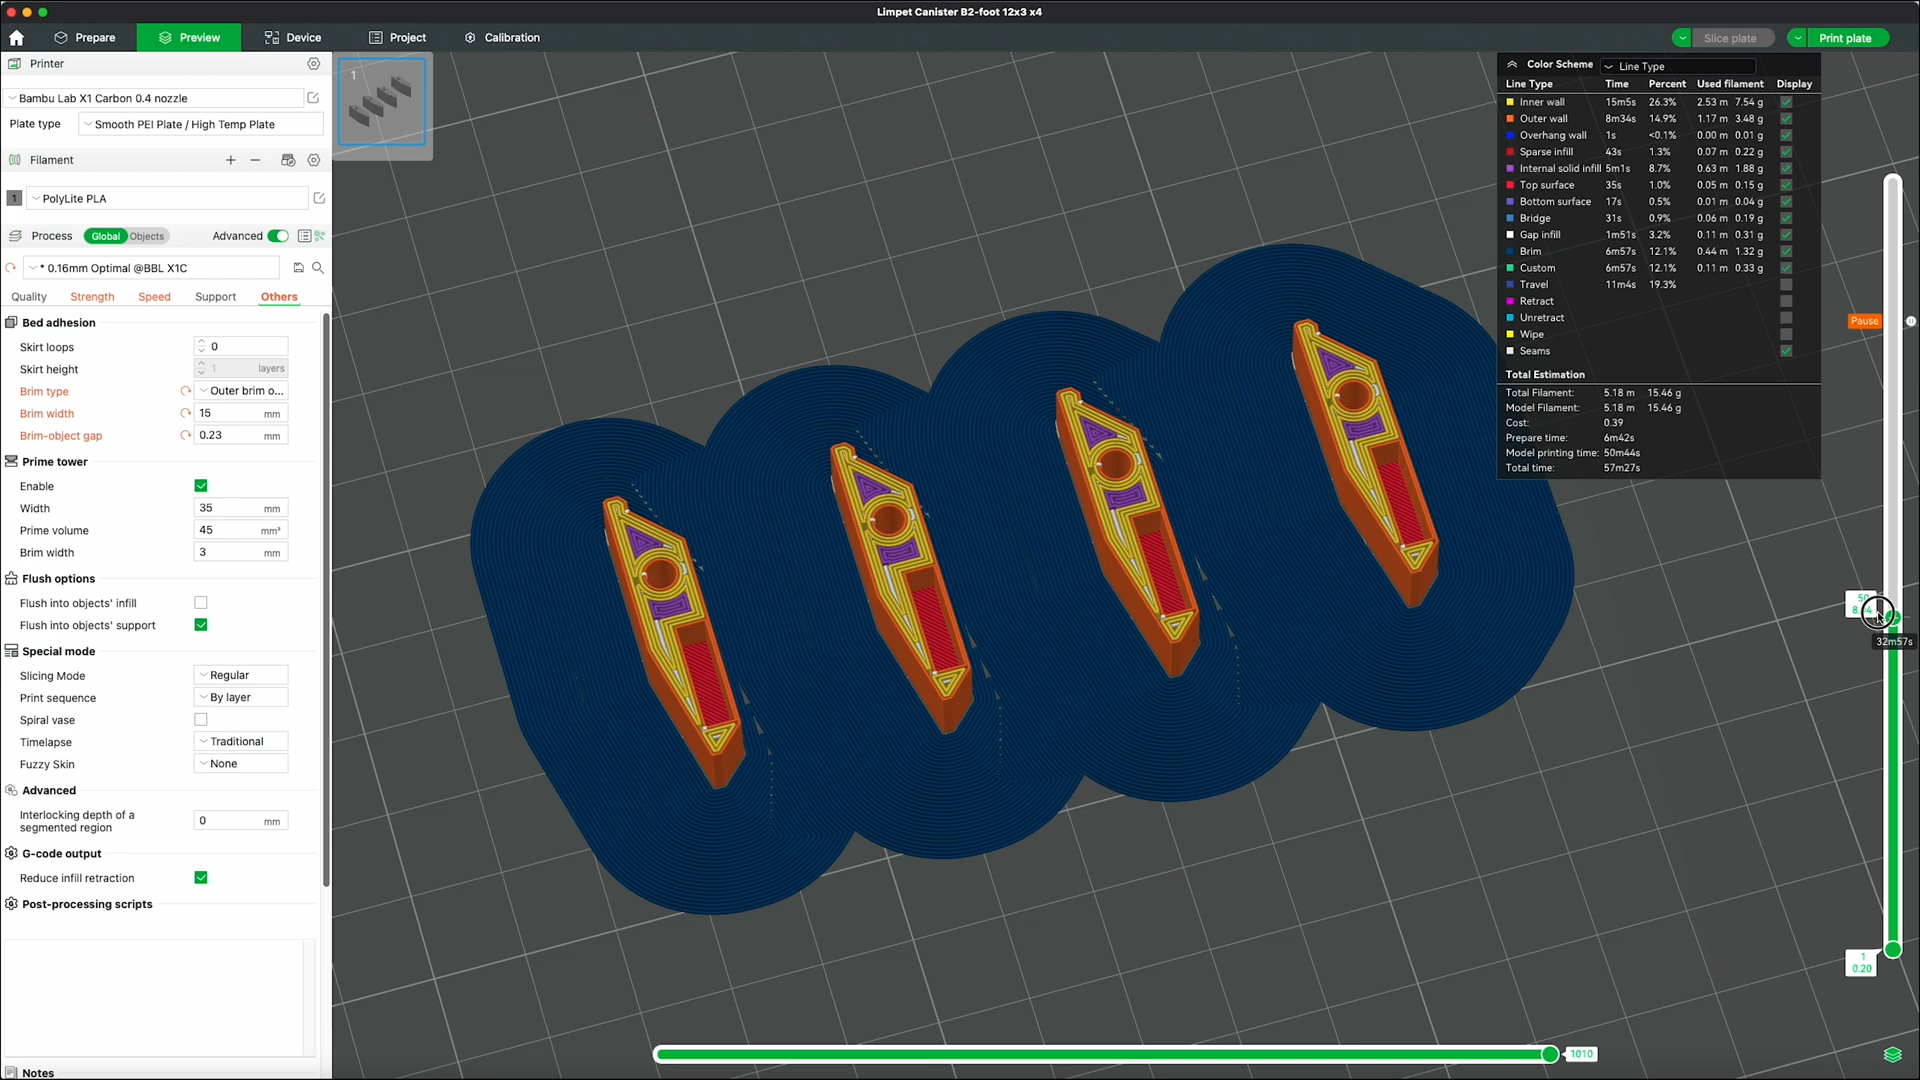 Limpet Canister B2-foot 12x3 x4
Prepare Preview Device Project Calibration Slice plate Print plate
Printer
Bambu Lab X1 Carbon 0.4 nozzle
Plate type Smooth PEI Plate / High Temp Plate
Filament
1 PolyLite PLA
Process Global Objects Advanced
* 0.16mm Optimal @BBL X1C
Quality Strength Speed Support Others
Bed adhesion
Skirt loops 0
Skirt height 1 layers
Brim type Outer brim o...
Brim width 15 mm
Brim-object gap 0.23 mm
Prime tower
Enable
Width 35 mm
Prime volume 45 mm³
Brim width 3 mm
Flush options
Flush into objects' infill
Flush into objects' support
Special mode
Slicing Mode Regular
Print sequence By layer
Spiral vase
Timelapse Traditional
Fuzzy Skin None
Advanced
Interlocking depth of a
segmented region 0 mm
G-code output
Reduce infill retraction
Post-processing scripts
Notes
1
Color Scheme Line Type
Line Type Time Percent Used filament Display
Inner wall 15m5s 26.3% 2.53 m 7.54 g
Outer wall 8m34s 14.9% 1.17 m 3.48 g
Overhang wall 1s <0.1% 0.00 m 0.01 g
Sparse infill 43s 1.3% 0.07 m 0.22 g
Internal solid infill 5m1s 8.7% 0.63 m 1.88 g
Top surface 35s 1.0% 0.05 m 0.15 g
Bottom surface 17s 0.5% 0.01 m 0.04 g
Bridge 31s 0.9% 0.06 m 0.19 g
Gap infill 1m51s 3.2% 0.11 m 0.31 g
Brim 6m57s 12.1% 0.44 m 1.32 g
Custom 6m57s 12.1% 0.11 m 0.33 g
Travel 11m4s 19.3%
Retract
Unretract
Wipe
Seams
Total Estimation
Total Filament: 5.18 m 15.46 g
Model Filament: 5.18 m 15.46 g
Cost: 0.39
Prepare time: 6m42s
Model printing time: 50m44s
Total time: 57m27s
Pause
50
32m57s
1
0.20
1010